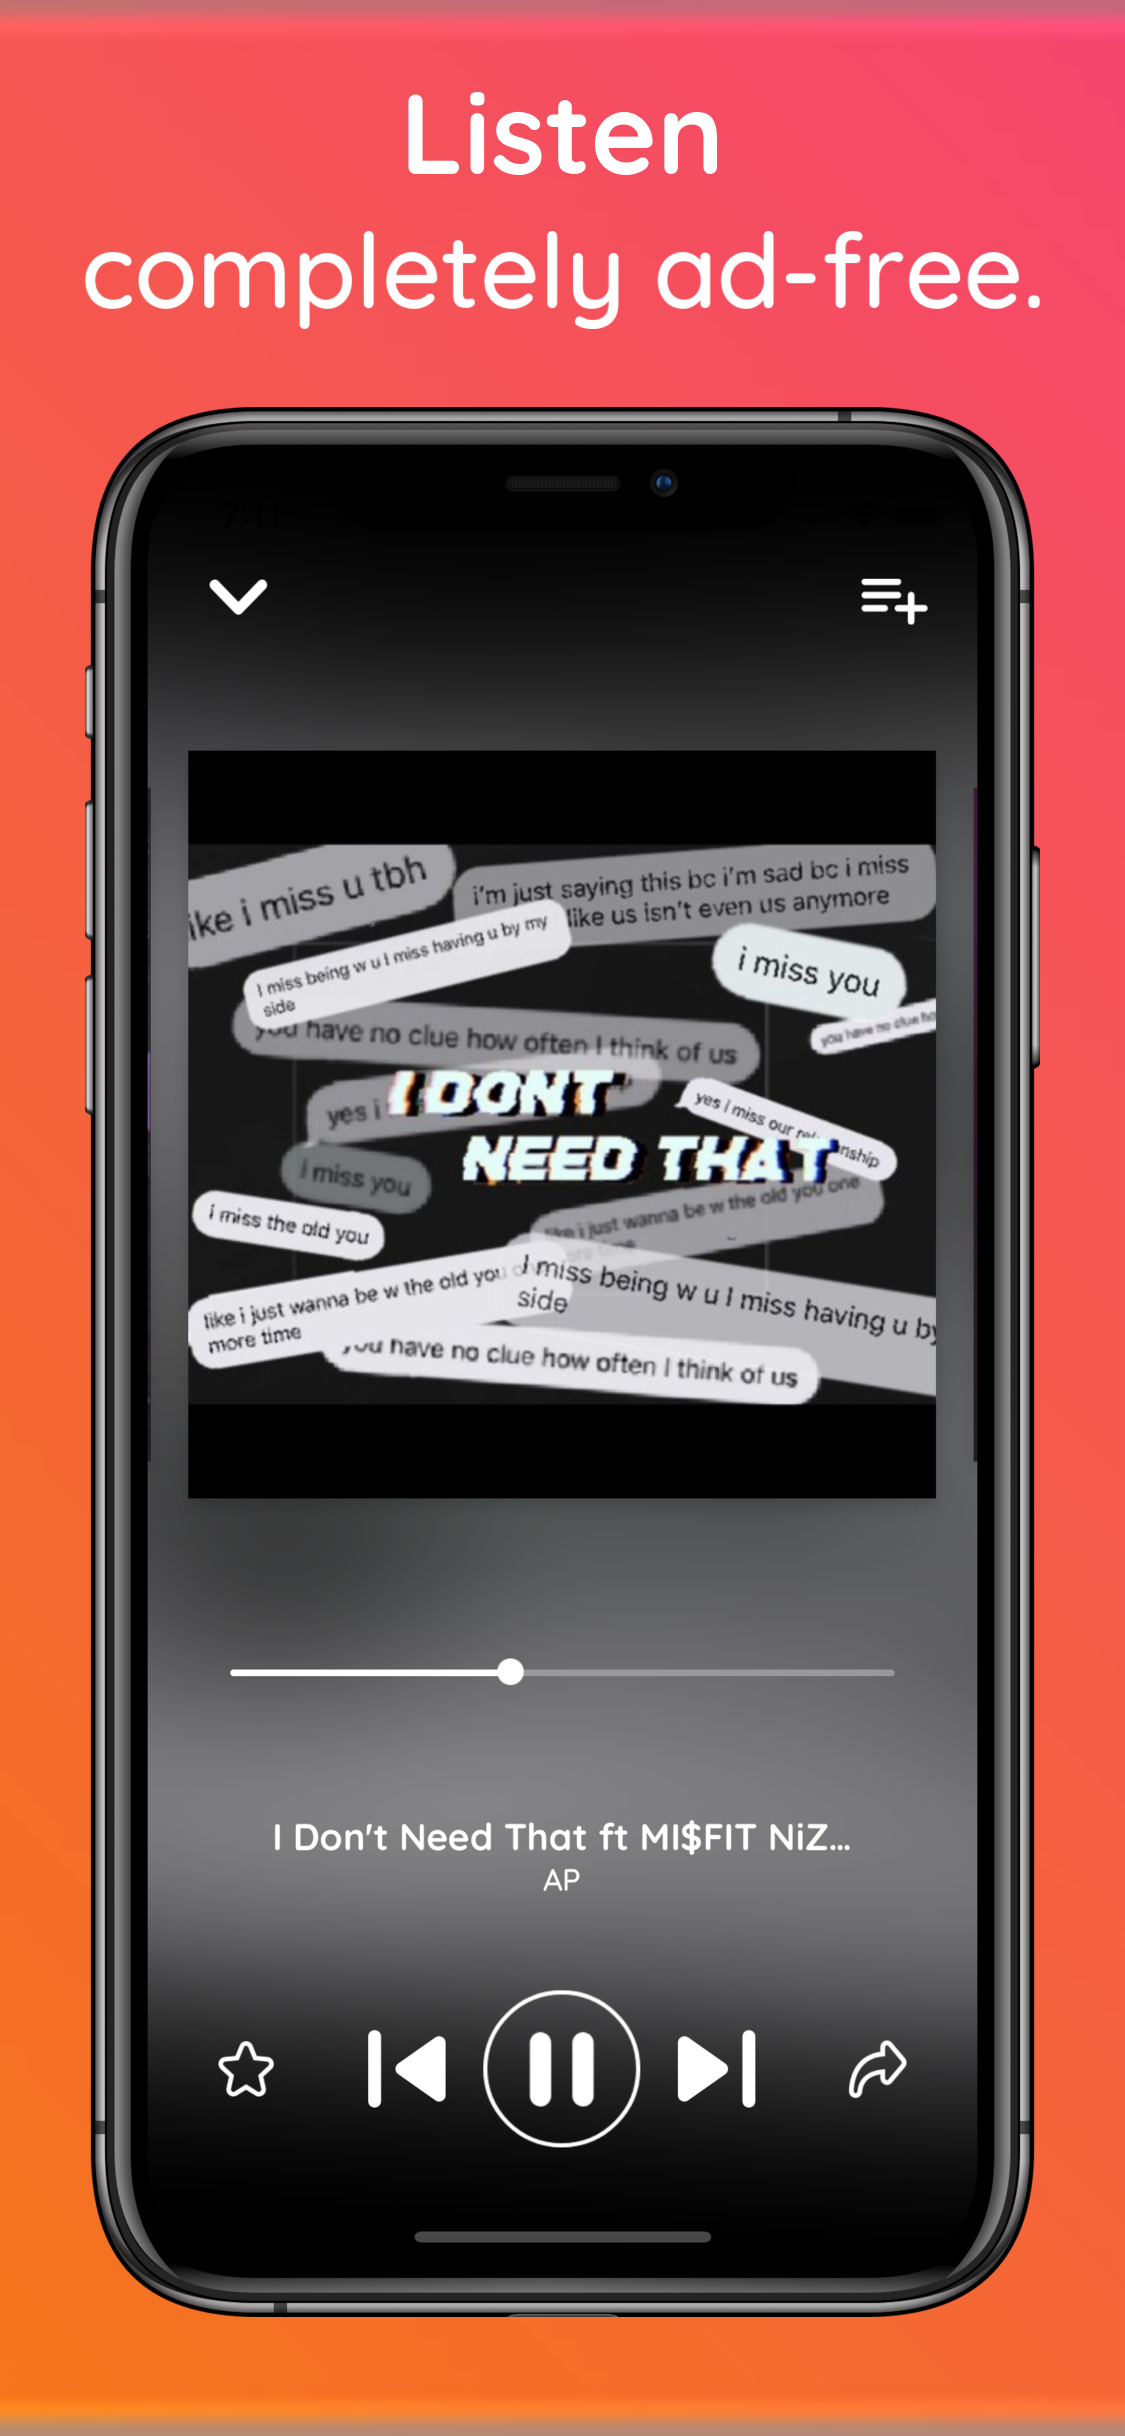 Listen
completely ad-free.
7:11
ike i miss u tbh
i'm just saying this bc i'm sad bc i miss
like us isn't even us anymore
I miss being w u I miss having u by my
side
i miss you
you have no clue how often I think of us
you have no clue ho
yes i
I DONT
NEED THAT
yes i miss our
i miss you
i miss the old you
like i just wanna be w the old you one
I miss being w u I miss having u by
side
like i just wanna be w the old you
more time
you have no clue how often I think of us
I Don't Need That ft MI$FIT NiZ...
AP